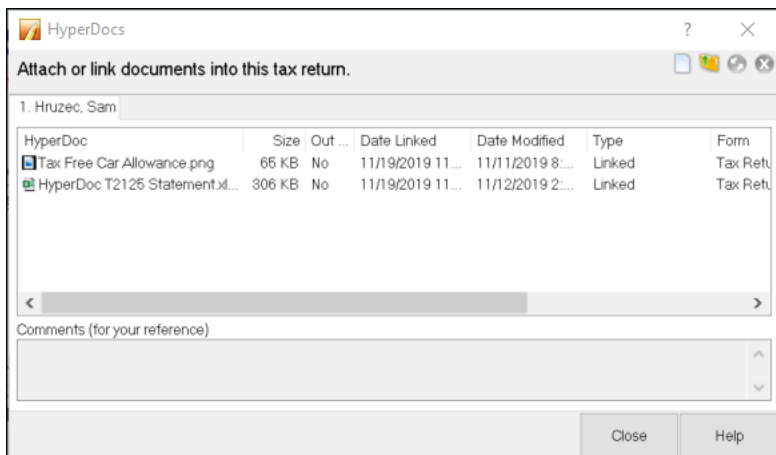 HyperDocs ?
Attach or link documents into this tax return.
1. Hruzec, Sam
HyperDoc Size Out ... Date Linked Date Modified Type Form
Tax Free Car Allowance.png 65 KB No 11/19/2019 11... 11/11/2019 8:... Linked Tax Retu
HyperDoc T2125 Statement.xl... 306 KB No 11/19/2019 11... 11/12/2019 2:... Linked Tax Retu
Comments (for your reference)
Close Help